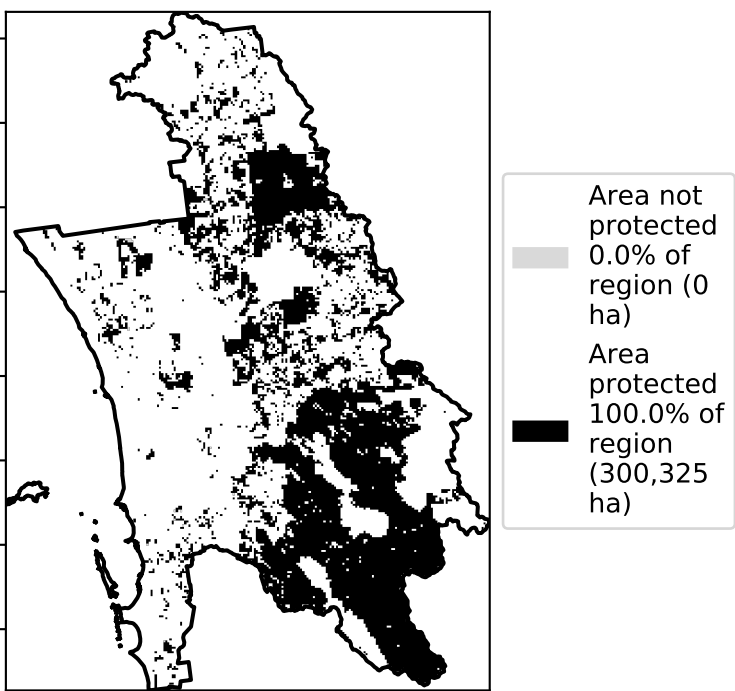 Area not
protected
0.0% of
region (0
ha)
Area
protected
100.0% of
region
(300,325
ha)